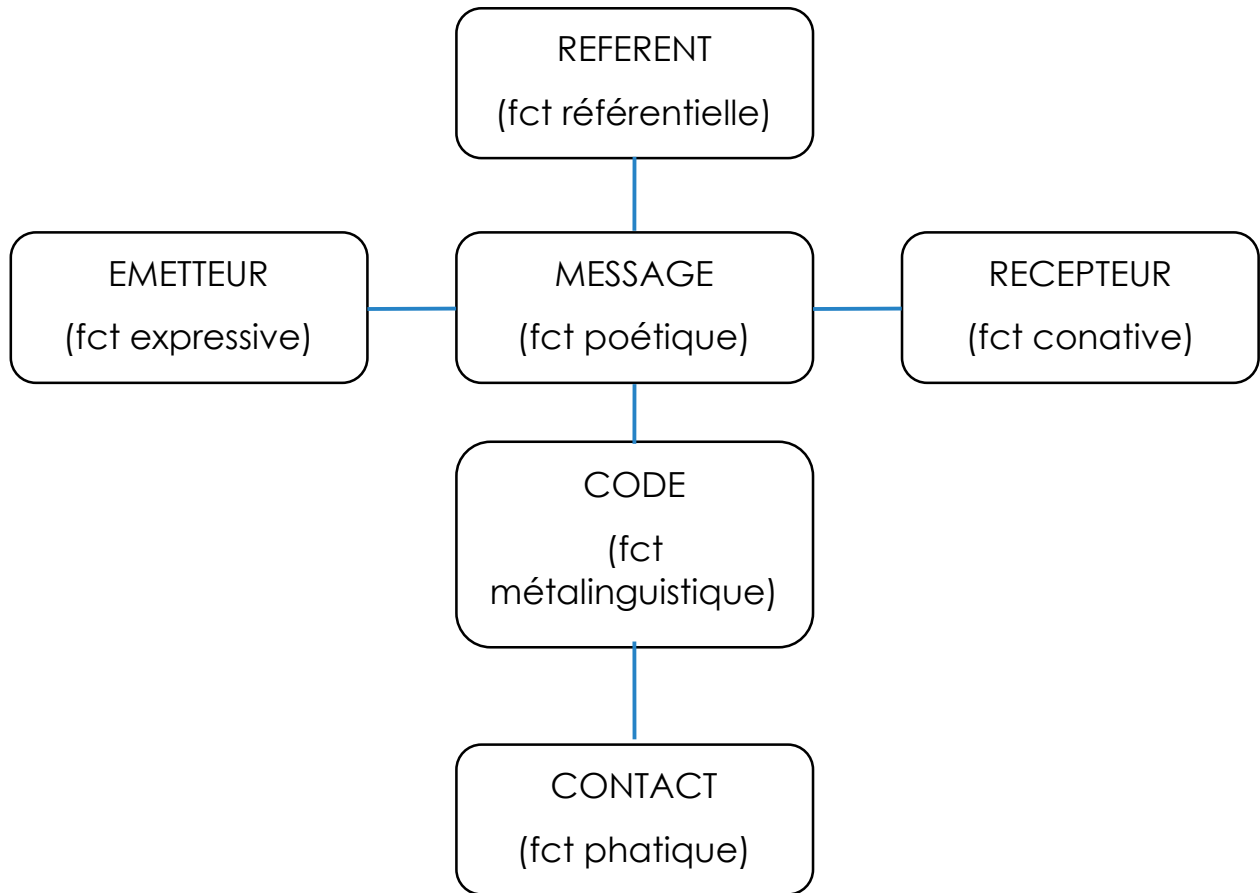 REFERENT
(fct référentielle)
EMETTEUR
(fct expressive)
MESSAGE
(fct poétique)
RECEPTEUR
(fct conative)
CODE
(fct
métalinguistique)
CONTACT
(fct phatique)